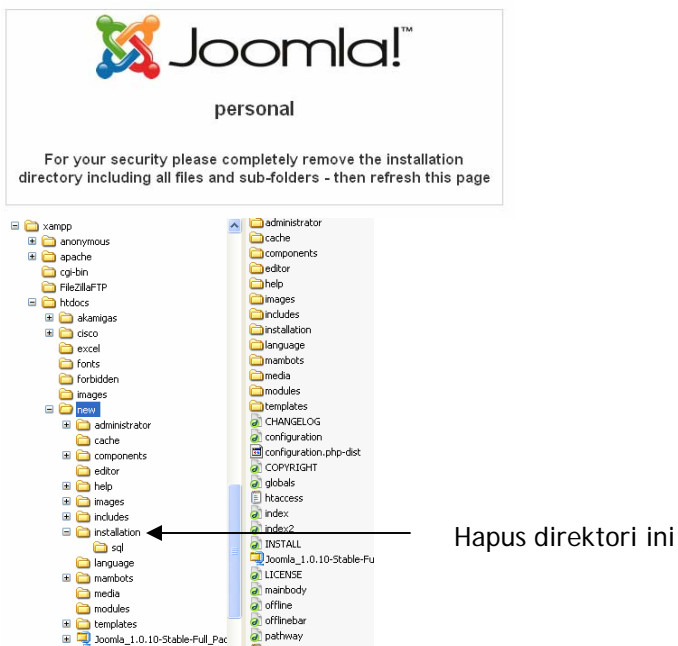 Joomla!™
personal
For your security please completely remove the installation
directory including all files and sub-folders - then refresh this page
xampp
anonymous
apache
cgi-bin
FileZillaFTP
htdocs
akamigas
cisco
excel
fonts
forbidden
images
new
administrator
cache
components
editor
help
images
includes
installation
sql
language
mambots
media
modules
templates
Joomla_1.0.10-Stable-Full_Pac
administrator
cache
components
editor
help
images
includes
installation
language
mambots
media
modules
templates
CHANGELOG
configuration
configuration.php-dist
COPYRIGHT
globals
htaccess
index
index2
INSTALL
Joomla_1.0.10-Stable-Fu
LICENSE
mainbody
offline
offlinebar
pathway
Hapus direktori ini